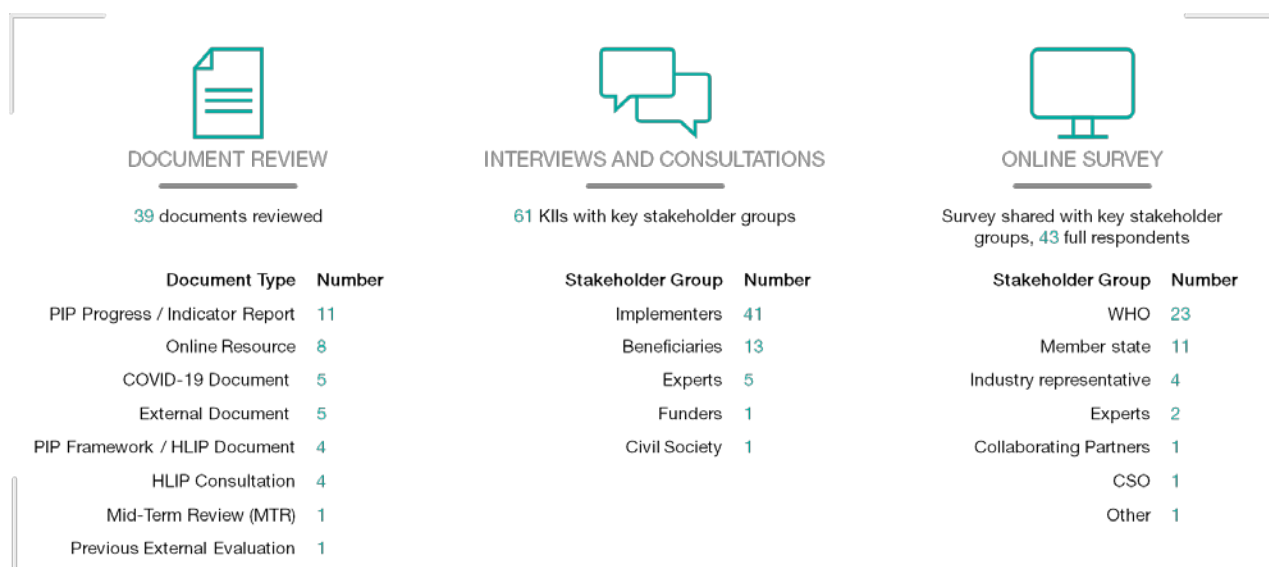 DOCUMENT REVIEW
39 documents reviewed
Document Type Number
PIP Progress / Indicator Report 11
Online Resource 8
COVID-19 Document 5
External Document 5
PIP Framework / HLIP Document 4
HLIP Consultation 4
Mid-Term Review (MTR) 1
Previous External Evaluation 1
INTERVIEWS AND CONSULTATIONS
61 KIIs with key stakeholder groups
Stakeholder Group Number
Implementers 41
Beneficiaries 13
Experts 5
Funders 1
Civil Society 1
ONLINE SURVEY
Survey shared with key stakeholder
groups, 43 full respondents
Stakeholder Group Number
WHO 23
Member state 11
Industry representative 4
Experts 2
Collaborating Partners 1
CSO 1
Other 1